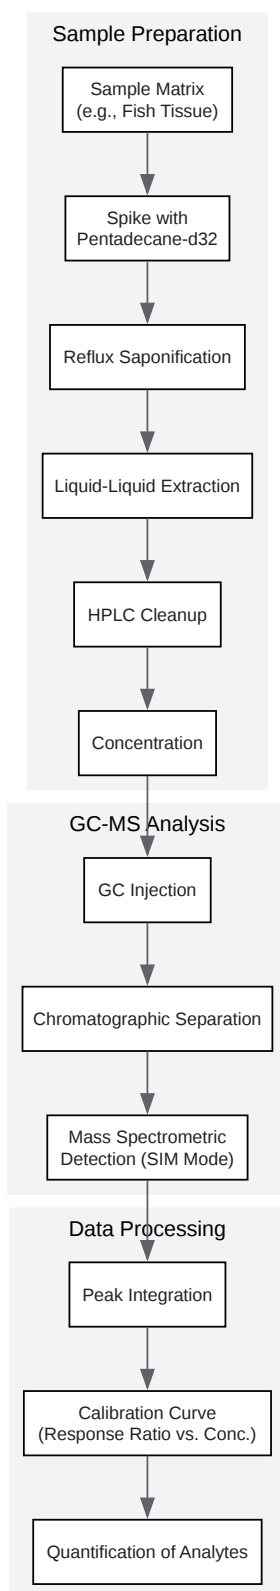 Sample Preparation
Sample Matrix
(e.g., Fish Tissue)
Spike with
Pentadecane-d32
Reflux Saponification
Liquid-Liquid Extraction
HPLC Cleanup
Concentration
GC-MS Analysis
GC Injection
Chromatographic Separation
Mass Spectrometric
Detection (SIM Mode)
Data Processing
Peak Integration
Calibration Curve
(Response Ratio vs. Conc.)
Quantification of Analytes